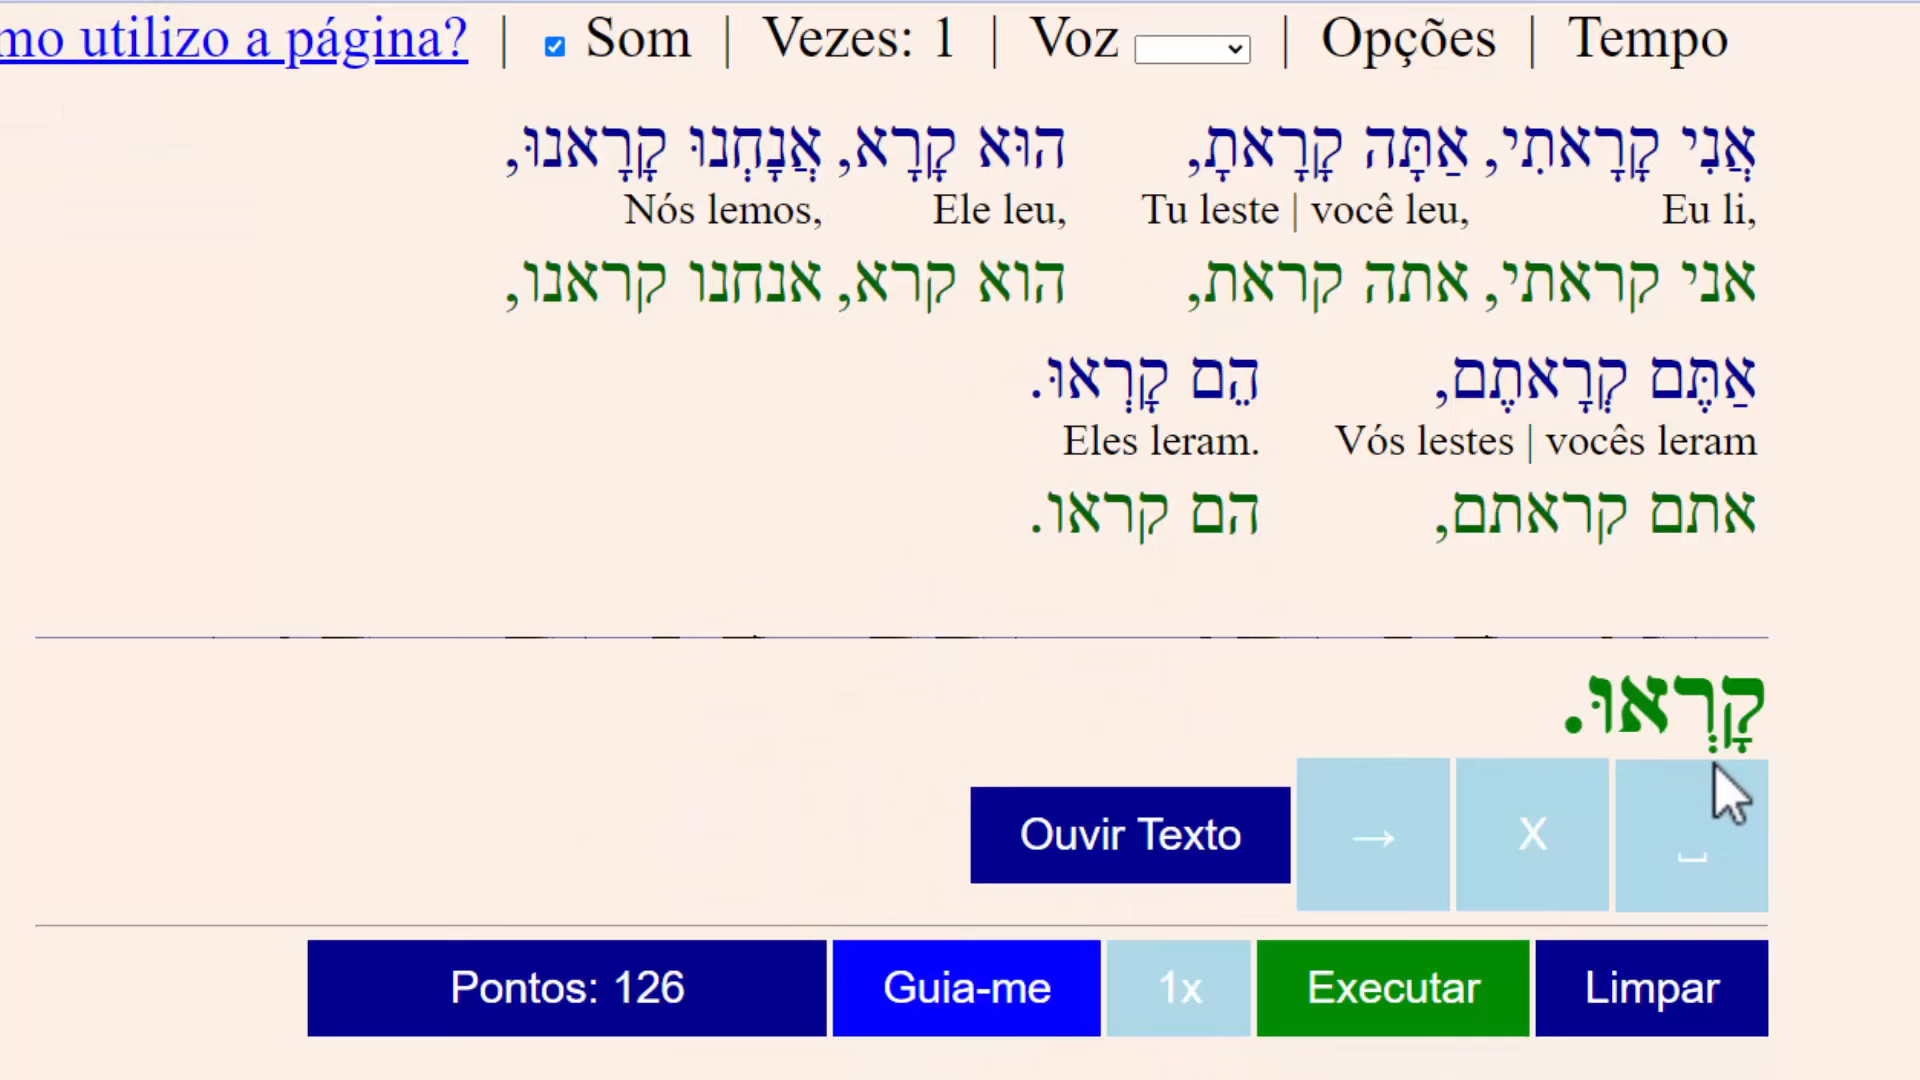 mo utilizo a página? | Som | Vezes: 1 | Voz | Opções | Tempo
אֲנִי קָרָאתִי, אַתָּה קָרָאתָ, הוּא קָרָא, אֲנָחְנוּ קָרָאנוּ,
Eu li, Tu leste | você leu, Ele leu, Nós lemos,
אני קראתי, אתה קראת, הוא קרא, אנחנו קראנו,
אַתֶּם קְרָאתֶם, הֵם קָרְאוּ.
Vós lestes | vocês leram Eles leram.
אתם קראתם, הם קראו.
קָרְאוּ.
Ouvir Texto → X ⎵
Pontos: 126 Guia-me 1x Executar Limpar